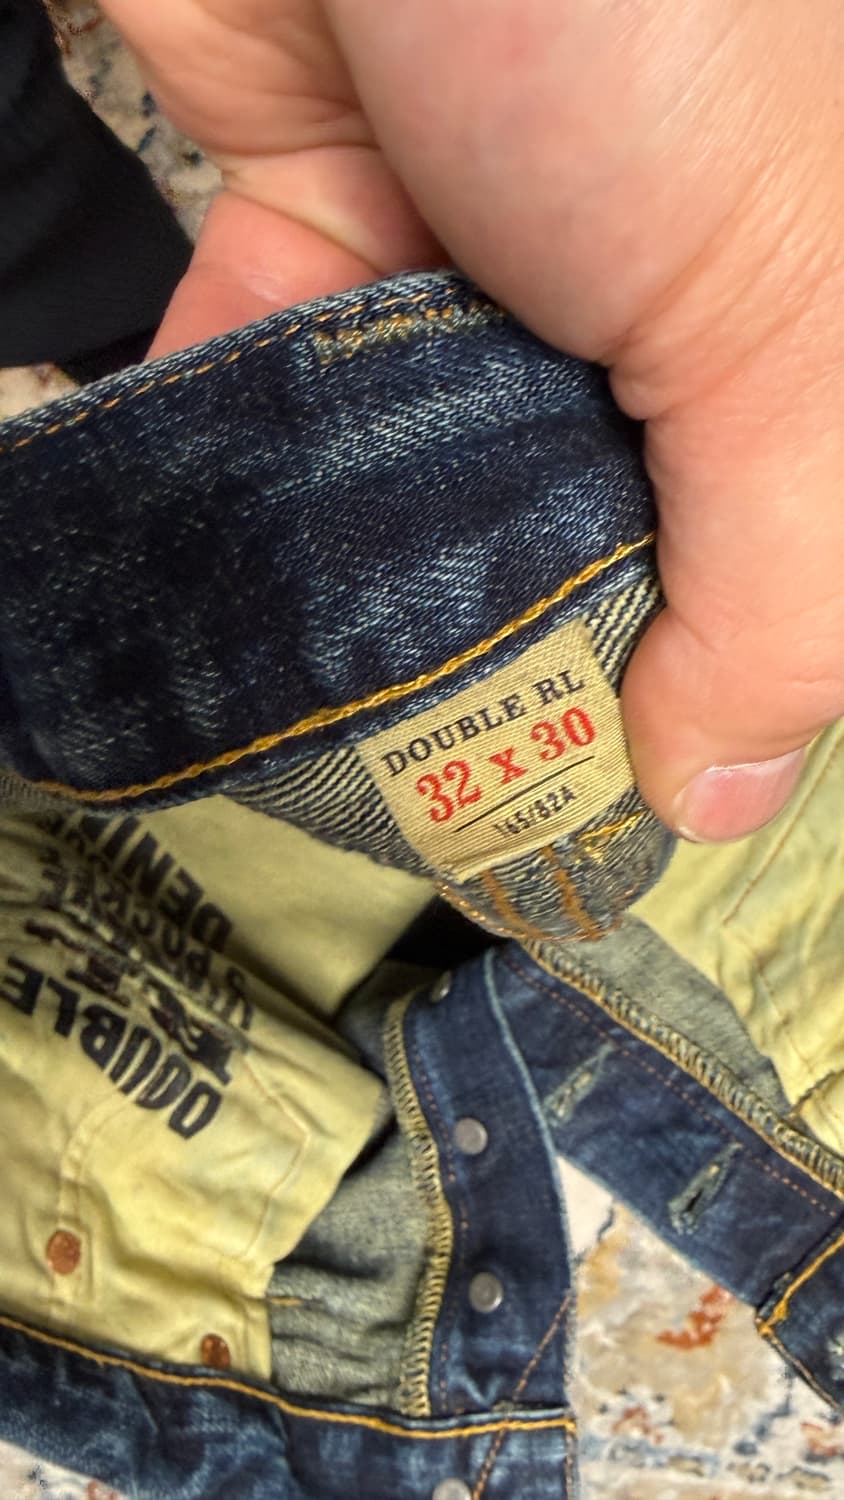 DOUBLE RL
32 x 30
165/82A
DOUBLE
DENIM